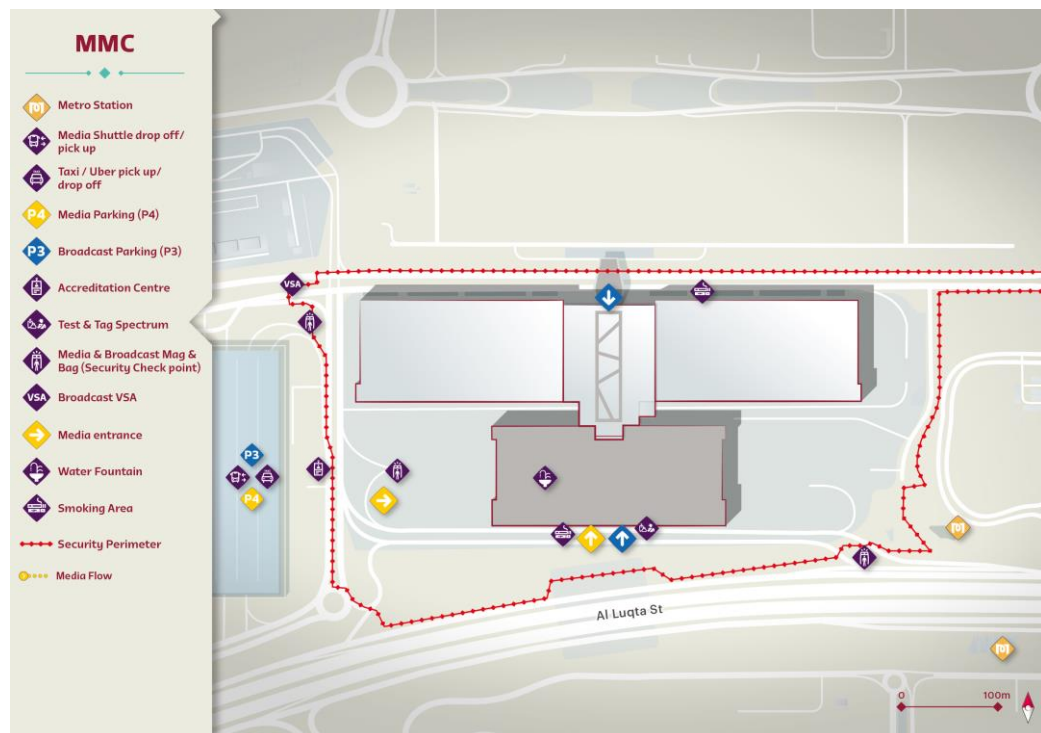 MMC
Metro Station
Media Shuttle drop off/
pick up
Taxi / Uber pick up/
drop off
P4 Media Parking (P4)
P3 Broadcast Parking (P3)
Accreditation Centre
Test & Tag Spectrum
Media & Broadcast Mag &
Bag (Security Check point)
VSA Broadcast VSA
Media entrance
Water Fountain
Smoking Area
Security Perimeter
Media Flow
VSA
P3
P4
Al Luqta St
0 100m